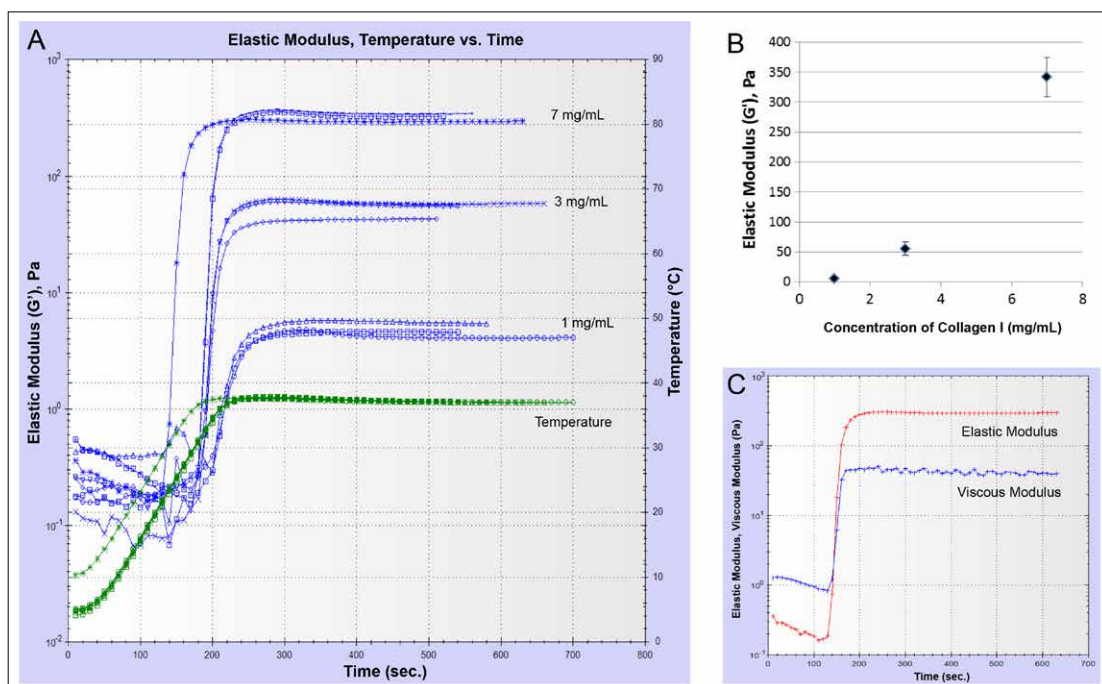 A
Elastic Modulus, Temperature vs. Time
Elastic Modulus (G'), Pa
10³
10²
10¹
10⁰
10⁻¹
10⁻²
7 mg/mL
3 mg/mL
1 mg/mL
Temperature
90
80
70
60
50
40
30
20
10
0
Temperature (°C)
0 100 200 300 400 500 600 700 800
Time (sec.)
B
Elastic Modulus (G'), Pa
400
350
300
250
200
150
100
50
0
0 2 4 6 8
Concentration of Collagen I (mg/mL)
C
Elastic Modulus, Viscous Modulus (Pa)
10³
10²
10¹
10⁰
10⁻¹
Elastic Modulus
Viscous Modulus
0 100 200 300 400 500 600 700
Time (sec.)